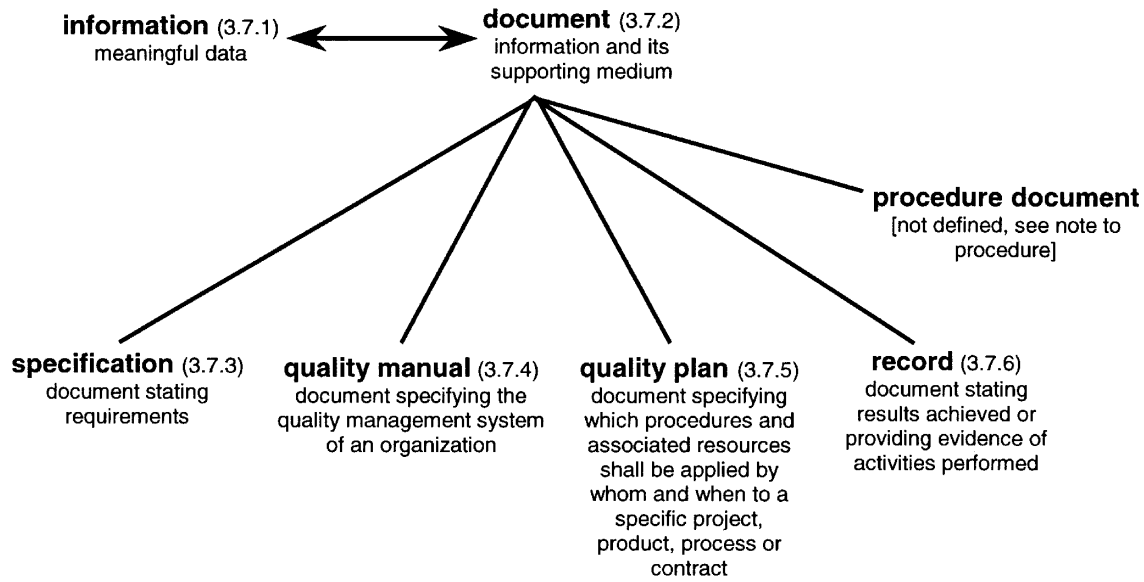 information (3.7.1)
meaningful data
document (3.7.2)
information and its
supporting medium
procedure document
[not defined, see note to
procedure]
specification (3.7.3)
document stating
requirements
quality manual (3.7.4)
document specifying the
quality management system
of an organization
quality plan (3.7.5)
document specifying
which procedures and
associated resources
shall be applied by
whom and when to a
specific project,
product, process or
contract
record (3.7.6)
document stating
results achieved or
providing evidence of
activities performed